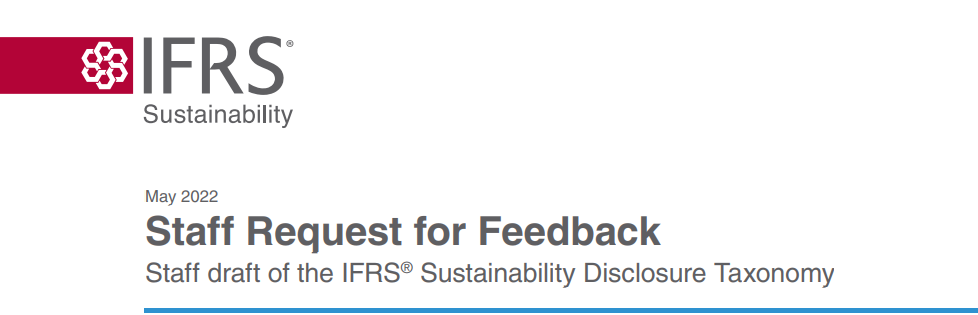 IFRS®
Sustainability
May 2022
Staff Request for Feedback
Staff draft of the IFRS® Sustainability Disclosure Taxonomy